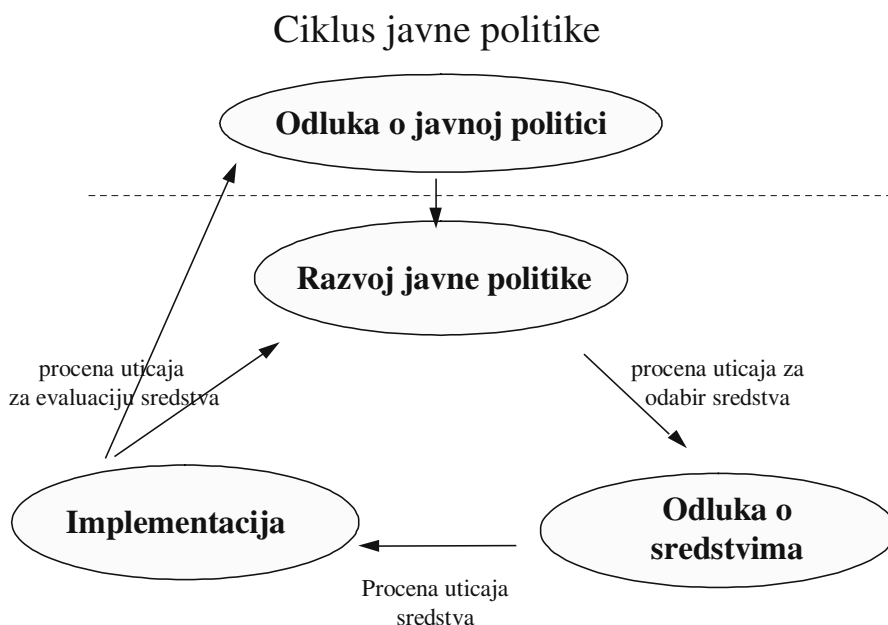 Ciklus javne politike
Odluka o javnoj politici
Razvoj javne politike
procena uticaja
za evaluaciju sredstva
procena uticaja za
odabir sredstva
Implementacija
Odluka o
sredstvima
Procena uticaja
sredstva